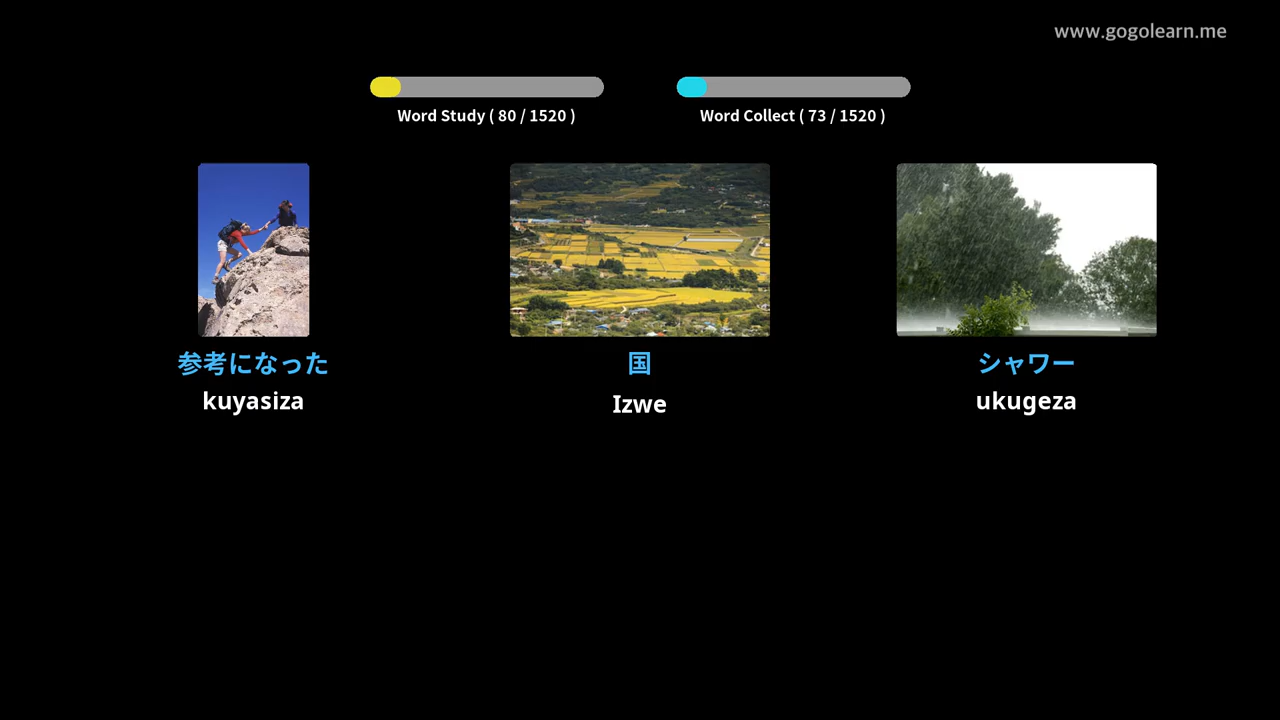 www.gogolearn.me
Word Study ( 80 / 1520 )
Word Collect ( 73 / 1520 )
参考になった
kuyasiza
国
Izwe
シャワー
ukugeza